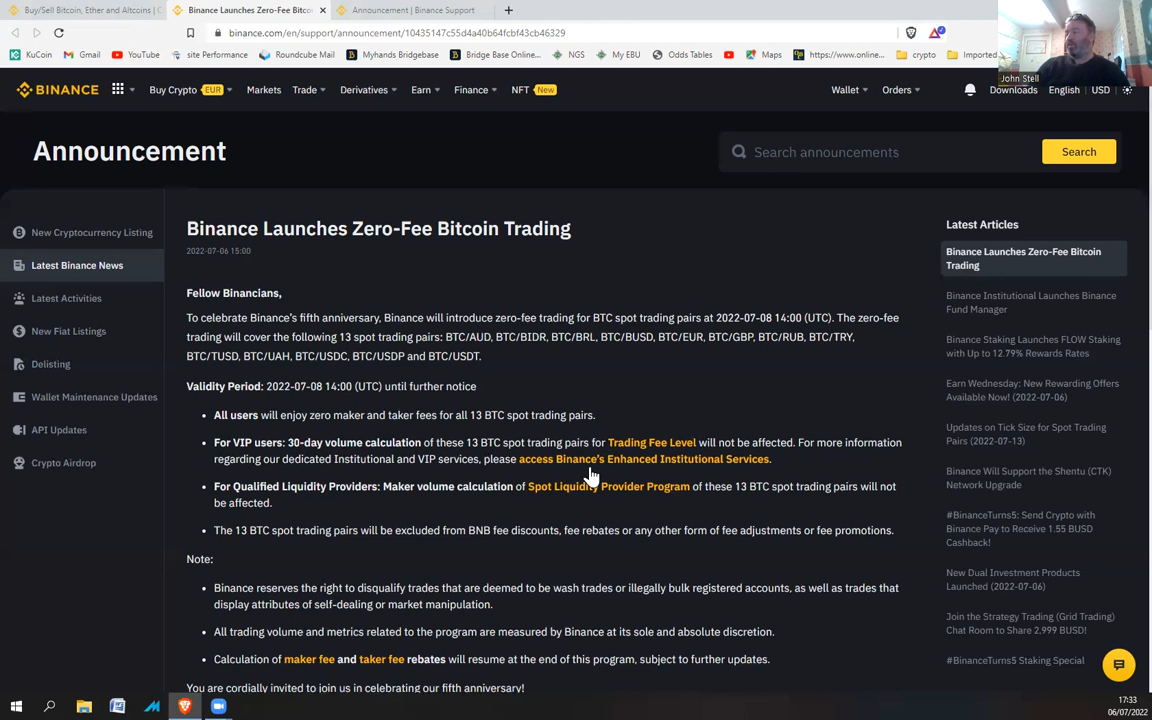 Buy/Sell Bitcoin, Ether and Altcoins | C
Binance Launches Zero-Fee Bitcoi
Announcement | Binance Support
binance.com/en/support/announcement/10435147c55d4a40b64fcbf43cb46329
KuCoin
Gmail
YouTube
site Performance
Roundcube Mail
Myhands Bridgebase
Bridge Base Online
NGS
My EBU
Odds Tables
Maps
https://www.online...
crypto
Imported
John Stell
BINANCE
Buy Crypto EUR
Markets
Trade
Derivatives
Earn
Finance
NFT New
Wallet
Orders
Downloads
English
USD
Announcement
Search announcements
Search
New Cryptocurrency Listing
Latest Binance News
Latest Activities
New Fiat Listings
Delisting
Wallet Maintenance Updates
API Updates
Crypto Airdrop
Binance Launches Zero-Fee Bitcoin Trading
2022-07-06 15:00
Fellow Binancians,
To celebrate Binance's fifth anniversary, Binance will introduce zero-fee trading for BTC spot trading pairs at 2022-07-08 14:00 (UTC). The zero-fee
trading will cover the following 13 spot trading pairs: BTC/AUD, BTC/BIDR, BTC/BRL, BTC/BUSD, BTC/EUR, BTC/GBP, BTC/RUB, BTC/TRY,
BTC/TUSD, BTC/UAH, BTC/USDC, BTC/USDP and BTC/USDT.
Validity Period: 2022-07-08 14:00 (UTC) until further notice
All users will enjoy zero maker and taker fees for all 13 BTC spot trading pairs.
For VIP users: 30-day volume calculation of these 13 BTC spot trading pairs for Trading Fee Level will not be affected. For more information
regarding our dedicated Institutional and VIP services, please access Binance's Enhanced Institutional Services.
For Qualified Liquidity Providers: Maker volume calculation of Spot Liquidity Provider Program of these 13 BTC spot trading pairs will not
be affected.
The 13 BTC spot trading pairs will be excluded from BNB fee discounts, fee rebates or any other form of fee adjustments or fee promotions.
Note:
Binance reserves the right to disqualify trades that are deemed to be wash trades or illegally bulk registered accounts, as well as trades that
display attributes of self-dealing or market manipulation.
All trading volume and metrics related to the program are measured by Binance at its sole and absolute discretion.
Calculation of maker fee and taker fee rebates will resume at the end of this program, subject to further updates.
You are cordially invited to join us in celebrating our fifth anniversary!
Latest Articles
Binance Launches Zero-Fee Bitcoin
Trading
Binance Institutional Launches Binance
Fund Manager
Binance Staking Launches FLOW Staking
with Up to 12.79% Rewards Rates
Earn Wednesday: New Rewarding Offers
Available Now! (2022-07-06)
Updates on Tick Size for Spot Trading
Pairs (2022-07-13)
Binance Will Support the Shentu (CTK)
Network Upgrade
#BinanceTurns5: Send Crypto with
Binance Pay to Receive 1.55 BUSD
Cashback!
New Dual Investment Products
Launched (2022-07-06)
Join the Strategy Trading (Grid Trading)
Chat Room to Share 2,999 BUSD!
#BinanceTurns5 Staking Special
17:33
06/07/2022